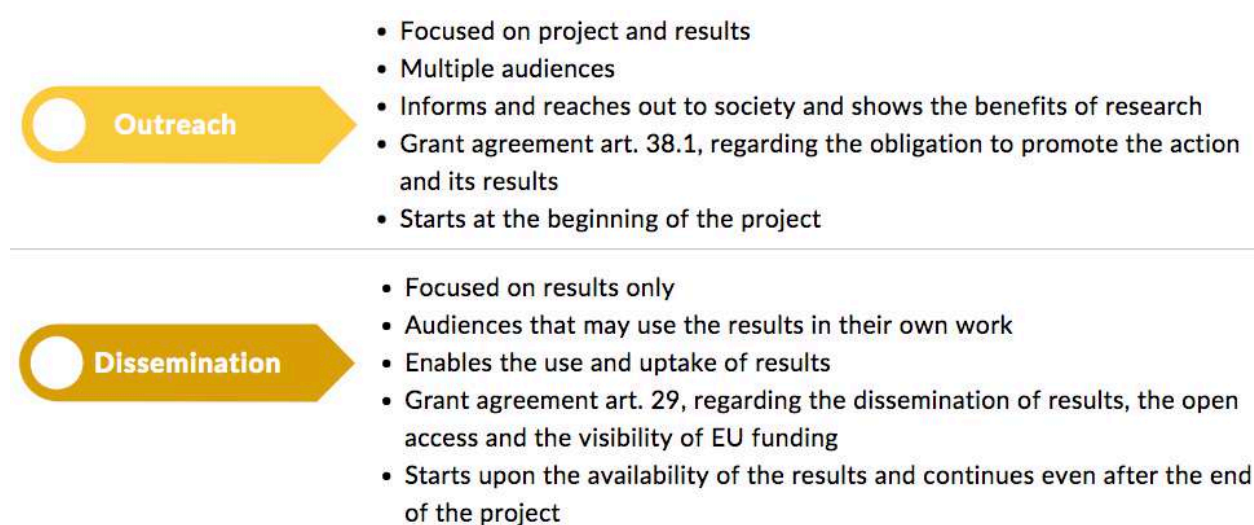 • Focused on project and results
• Multiple audiences
Outreach
• Informs and reaches out to society and shows the benefits of research
• Grant agreement art. 38.1, regarding the obligation to promote the action
and its results
• Starts at the beginning of the project
• Focused on results only
• Audiences that may use the results in their own work
Dissemination
• Enables the use and uptake of results
• Grant agreement art. 29, regarding the dissemination of results, the open
access and the visibility of EU funding
• Starts upon the availability of the results and continues even after the end
of the project